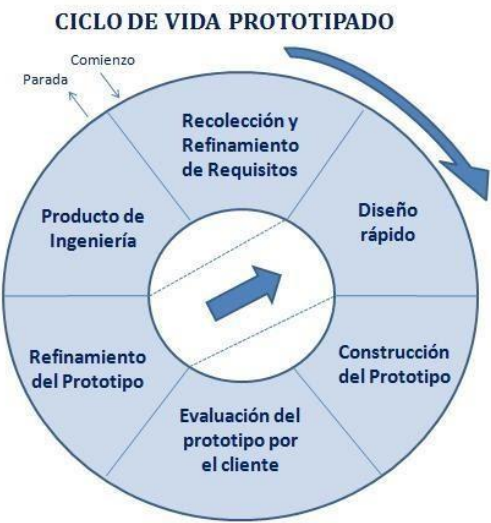 CICLO DE VIDA PROTOTIPADO
Comienzo
Parada
Recolección y
Refinamiento
de Requisitos
Diseño
rápido
Construcción
del Prototipo
Evaluación del
prototipo por
el cliente
Refinamiento
del Prototipo
Producto de
Ingeniería